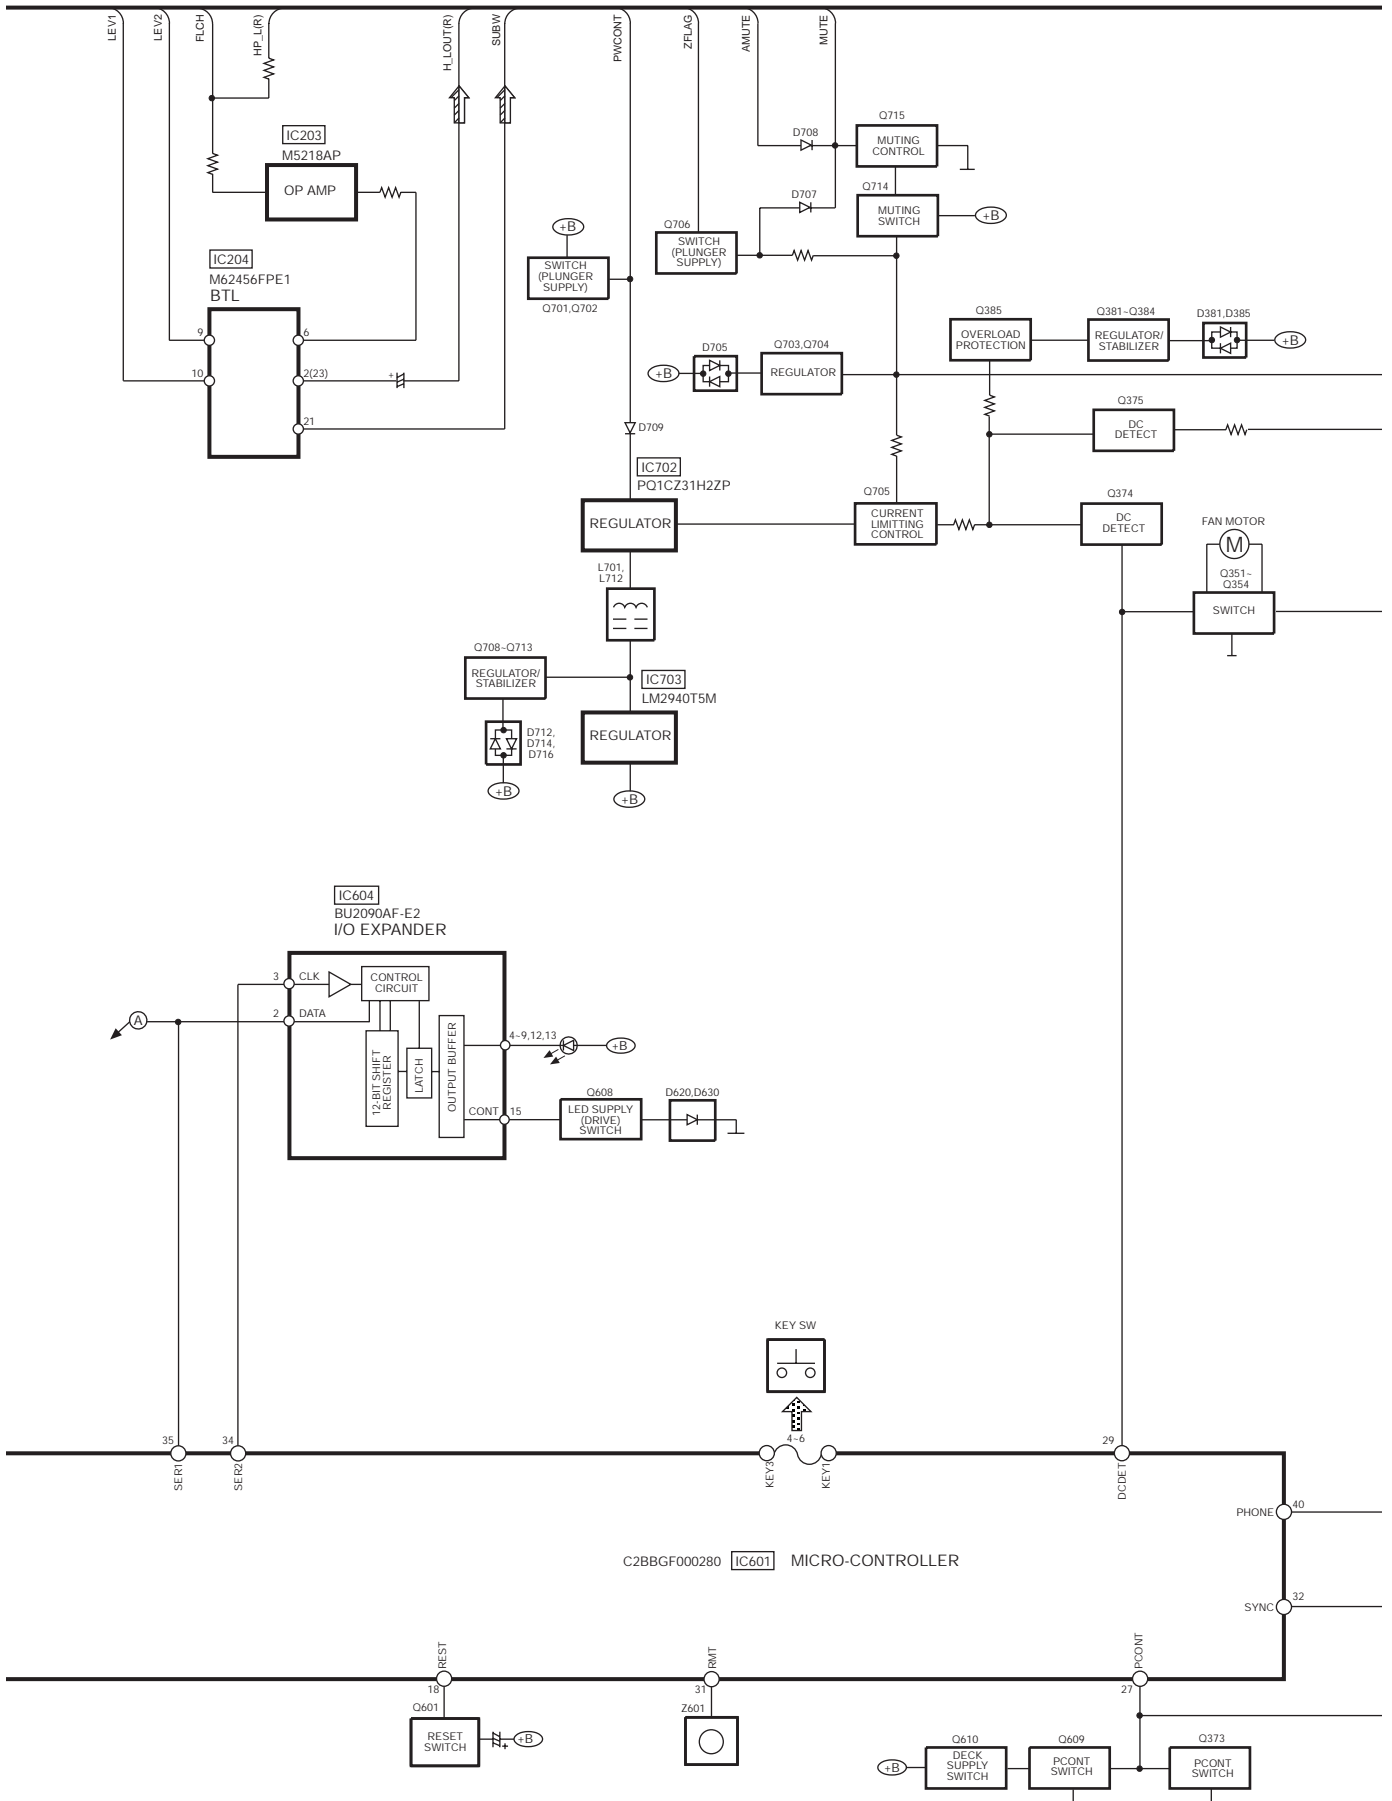 LEV1
LEV2
FLCH
HP_L(R)
H_LOUT(R)
SUBW
PWCONT
ZFLAG
AMUTE
MUTE
IC203
M5218AP
OP AMP
IC204
M62456FPE1
BTL
9
6
10
2(23)
+
21
+B
SWITCH
(PLUNGER
SUPPLY)
Q701,Q702
Q706
SWITCH
(PLUNGER
SUPPLY)
D708
D707
Q715
MUTING
CONTROL
Q714
MUTING
SWITCH
+B
D705
+B
Q703,Q704
REGULATOR
Q385
OVERLOAD
PROTECTION
Q381~Q384
REGULATOR/
STABILIZER
D381,D385
+B
Q375
DC
DETECT
D709
IC702
PQ1CZ31H2ZP
REGULATOR
Q705
CURRENT
LIMITTING
CONTROL
Q374
DC
DETECT
FAN MOTOR
M
Q351~
Q354
SWITCH
L701,
L712
Q708~Q713
REGULATOR/
STABILIZER
IC703
LM2940T5M
REGULATOR
D712,
D714,
D716
+B
+B
IC604
BU2090AF-E2
I/O EXPANDER
3
CLK
CONTROL
CIRCUIT
A
2
DATA
12-BIT SHIFT
REGISTER
LATCH
OUTPUT BUFFER
4~9,12,13
+B
CONT
15
Q608
LED SUPPLY
(DRIVE)
SWITCH
D620,D630
KEY SW
4~6
35
34
29
SER1
SER2
KEY3
KEY1
DCDET
PHONE
40
C2BBGF000280
IC601
MICRO-CONTROLLER
SYNC
32
REST
RMT
PCONT
18
31
27
Q601
RESET
SWITCH
+
+B
Z601
+B
Q610
DECK
SUPPLY
SWITCH
Q609
PCONT
SWITCH
Q373
PCONT
SWITCH